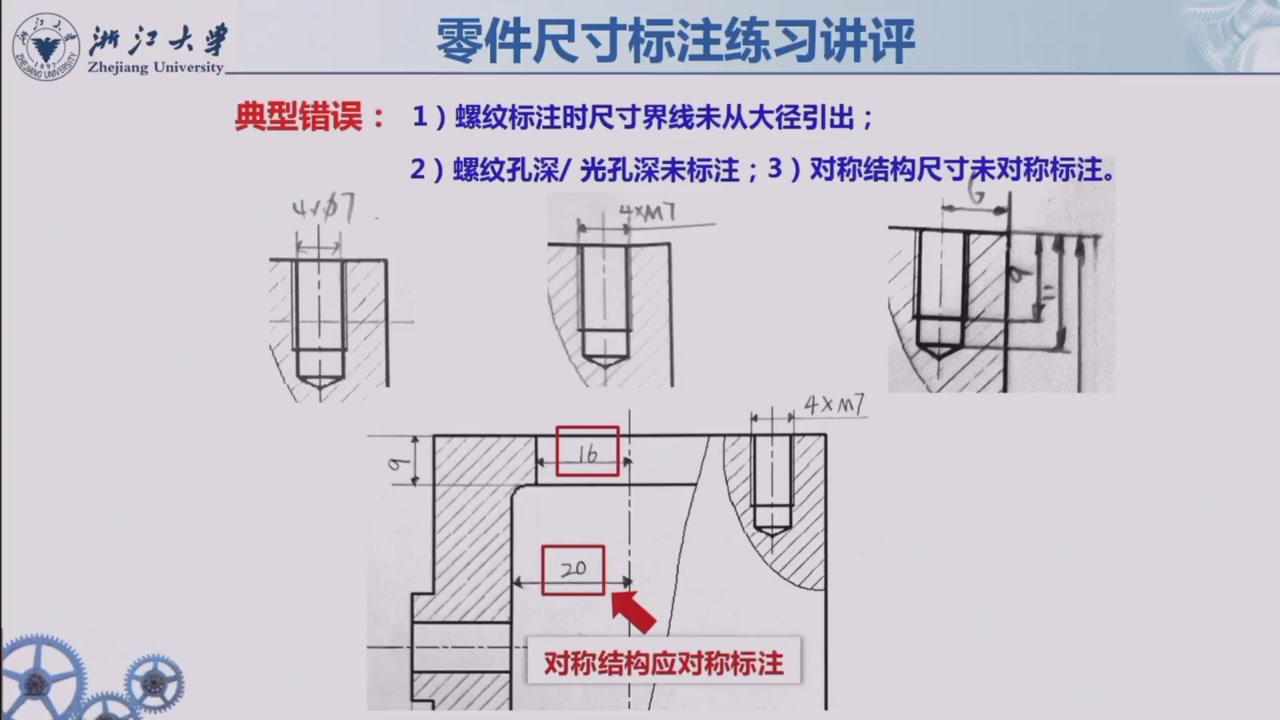 浙江大学
Zhejiang University
零件尺寸标注练习讲评
典型错误： 1）螺纹标注时尺寸界线未从大径引出；
2）螺纹孔深/ 光孔深未标注；3）对称结构尺寸未对称标注。
4×φ7
4×M7
6
9
11
4×M7
9
16
20
对称结构应对称标注